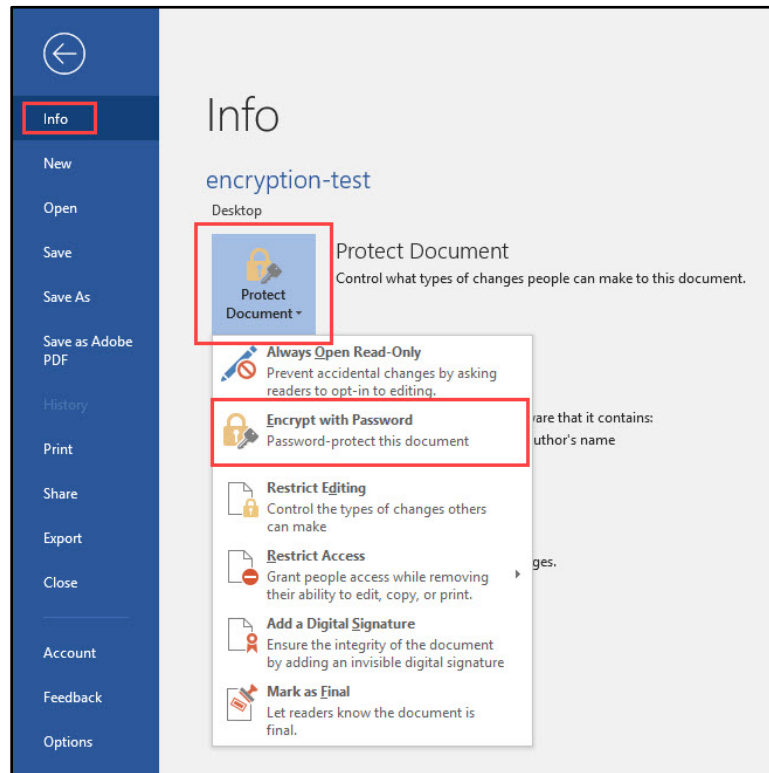 Info
New
Open
Save
Save As
Save as Adobe
PDF
History
Print
Share
Export
Close
Account
Feedback
Options
Info
encryption-test
Desktop
Protect
Document
Protect Document
Control what types of changes people can make to this document.
Always Open Read-Only
Prevent accidental changes by asking
readers to opt-in to editing.
Encrypt with Password
Password-protect this document
Restrict Editing
Control the types of changes others
can make
Restrict Access
Grant people access while removing
their ability to edit, copy, or print.
Add a Digital Signature
Ensure the integrity of the document
by adding an invisible digital signature
Mark as Final
Let readers know the document is
final.
that it contains:
name